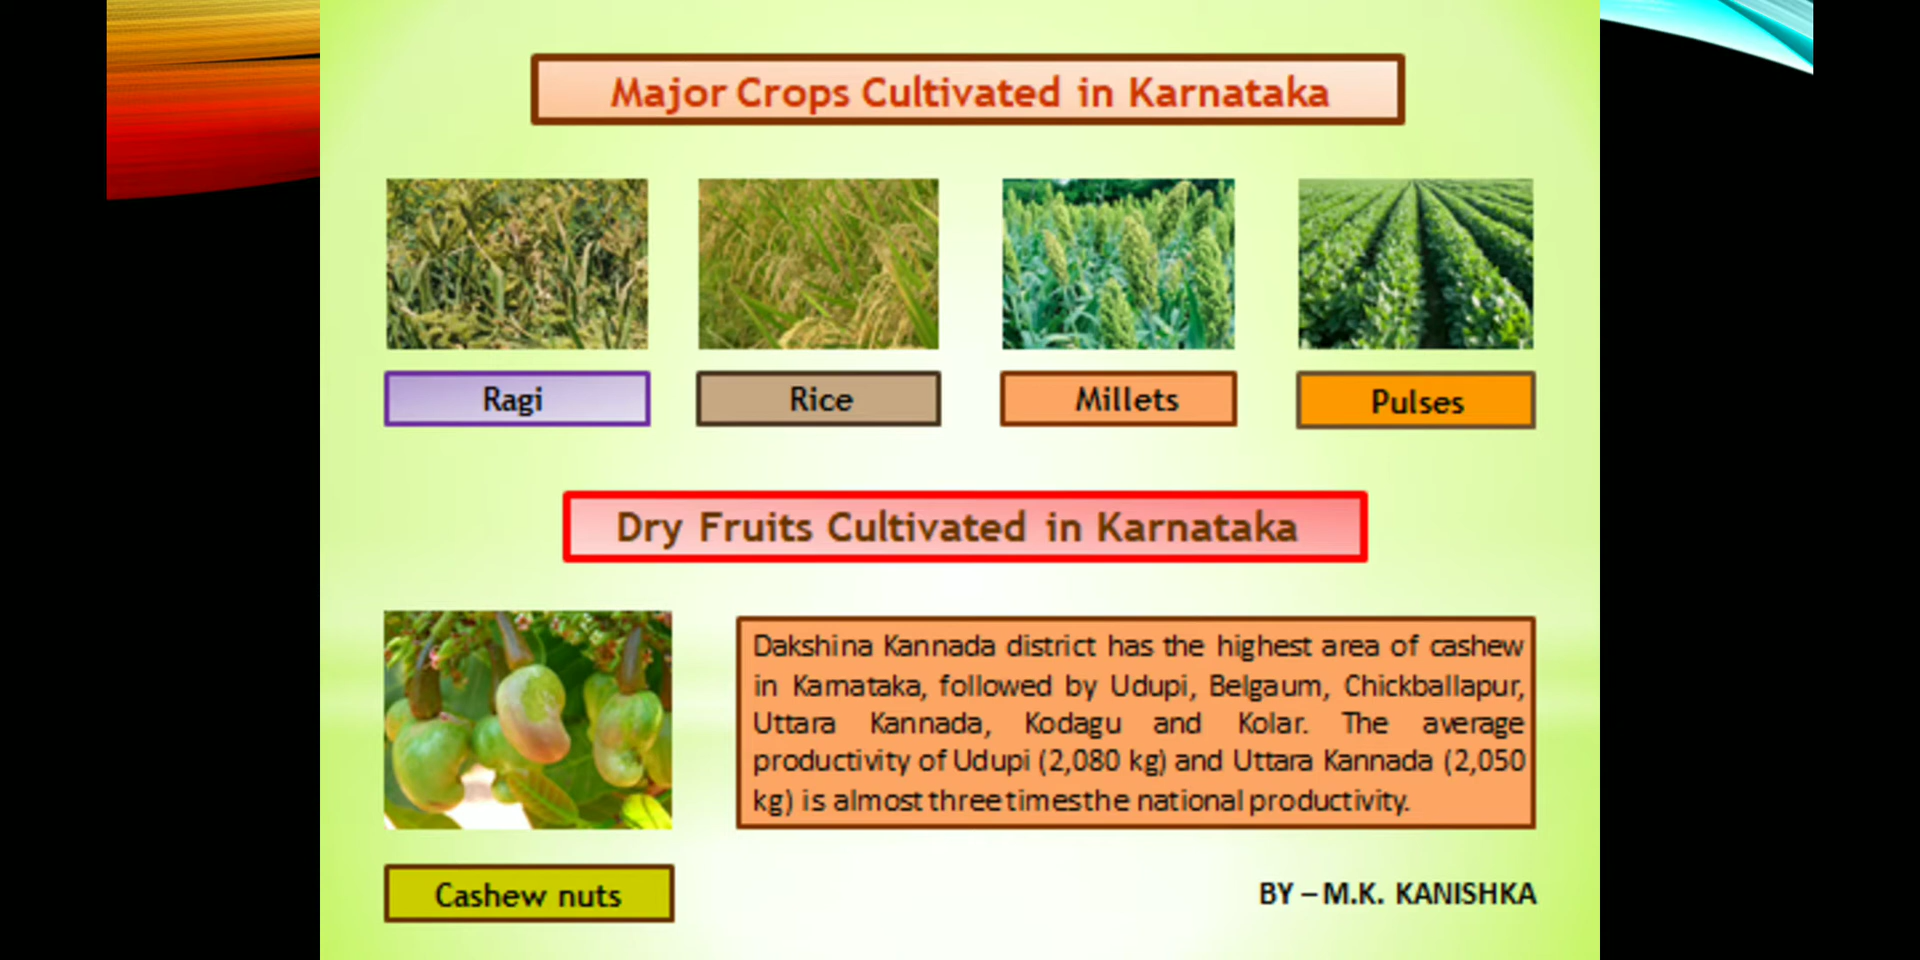 Major Crops Cultivated in Karnataka
Ragi
Rice
Millets
Pulses
Dry Fruits Cultivated in Karnataka
Dakshina Kannada district has the highest area of cashew
in Karnataka, followed by Udupi, Belgaum, Chickballapur,
Uttara Kannada, Kodagu and Kolar. The average
productivity of Udupi (2,080 kg) and Uttara Kannada (2,050
kg) is almost three times the national productivity.
Cashew nuts
BY – M.K. KANISHKA